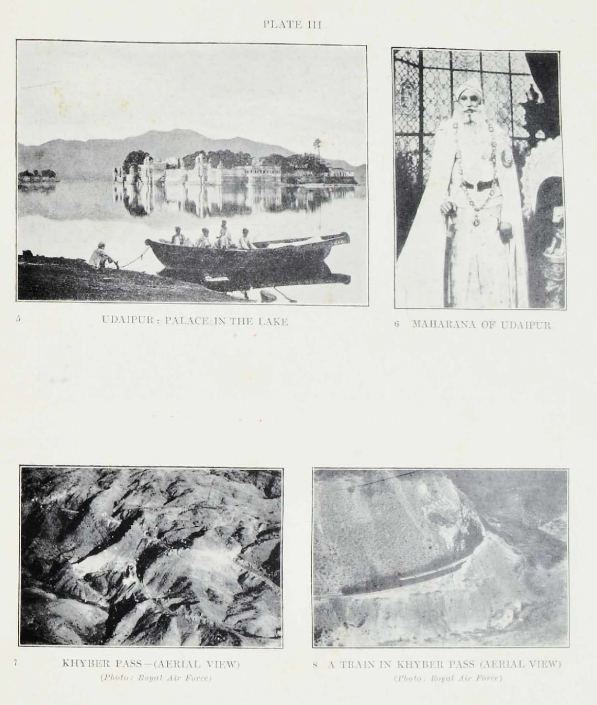 PLATE III
5 UDAIPUR: PALACE IN THE LAKE
6 MAHARANA OF UDAIPUR
7 KHYBER PASS—(AERIAL VIEW)
(Photo: Royal Air Force)
8 A TRAIN IN KHYBER PASS (AERIAL VIEW)
(Photo: Royal Air Force)